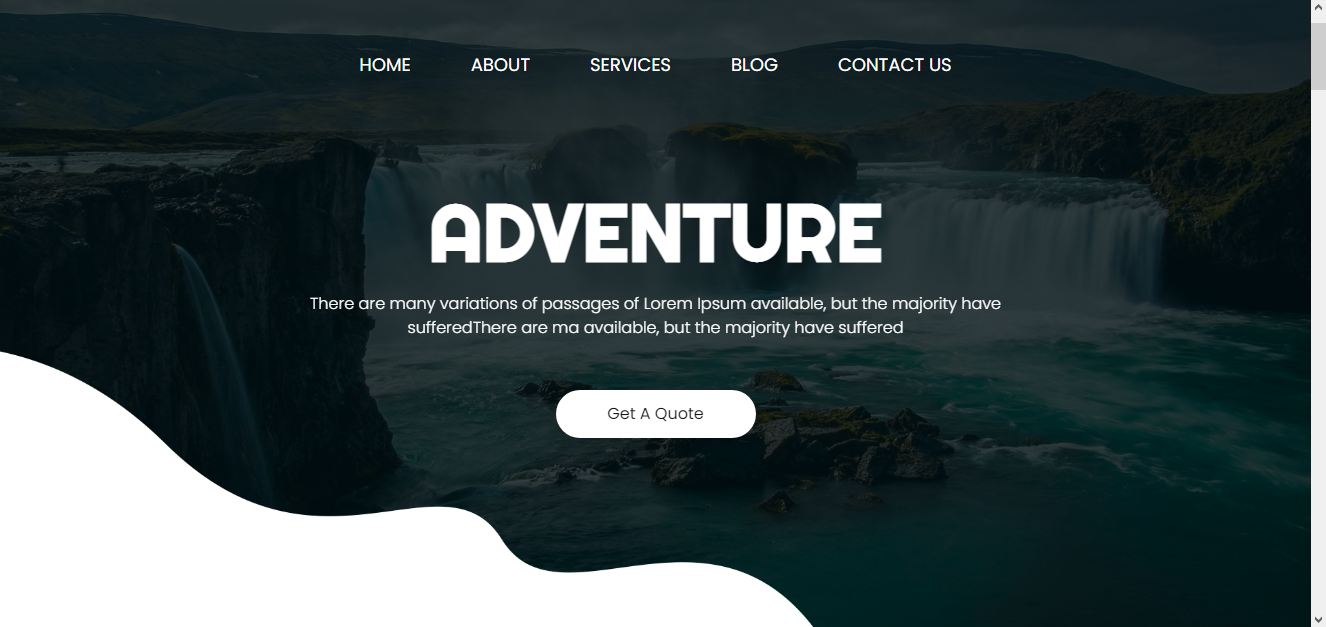 HOME ABOUT SERVICES BLOG CONTACT US
ADVENTURE
There are many variations of passages of Lorem Ipsum available, but the majority have
sufferedThere are ma available, but the majority have suffered
Get A Quote